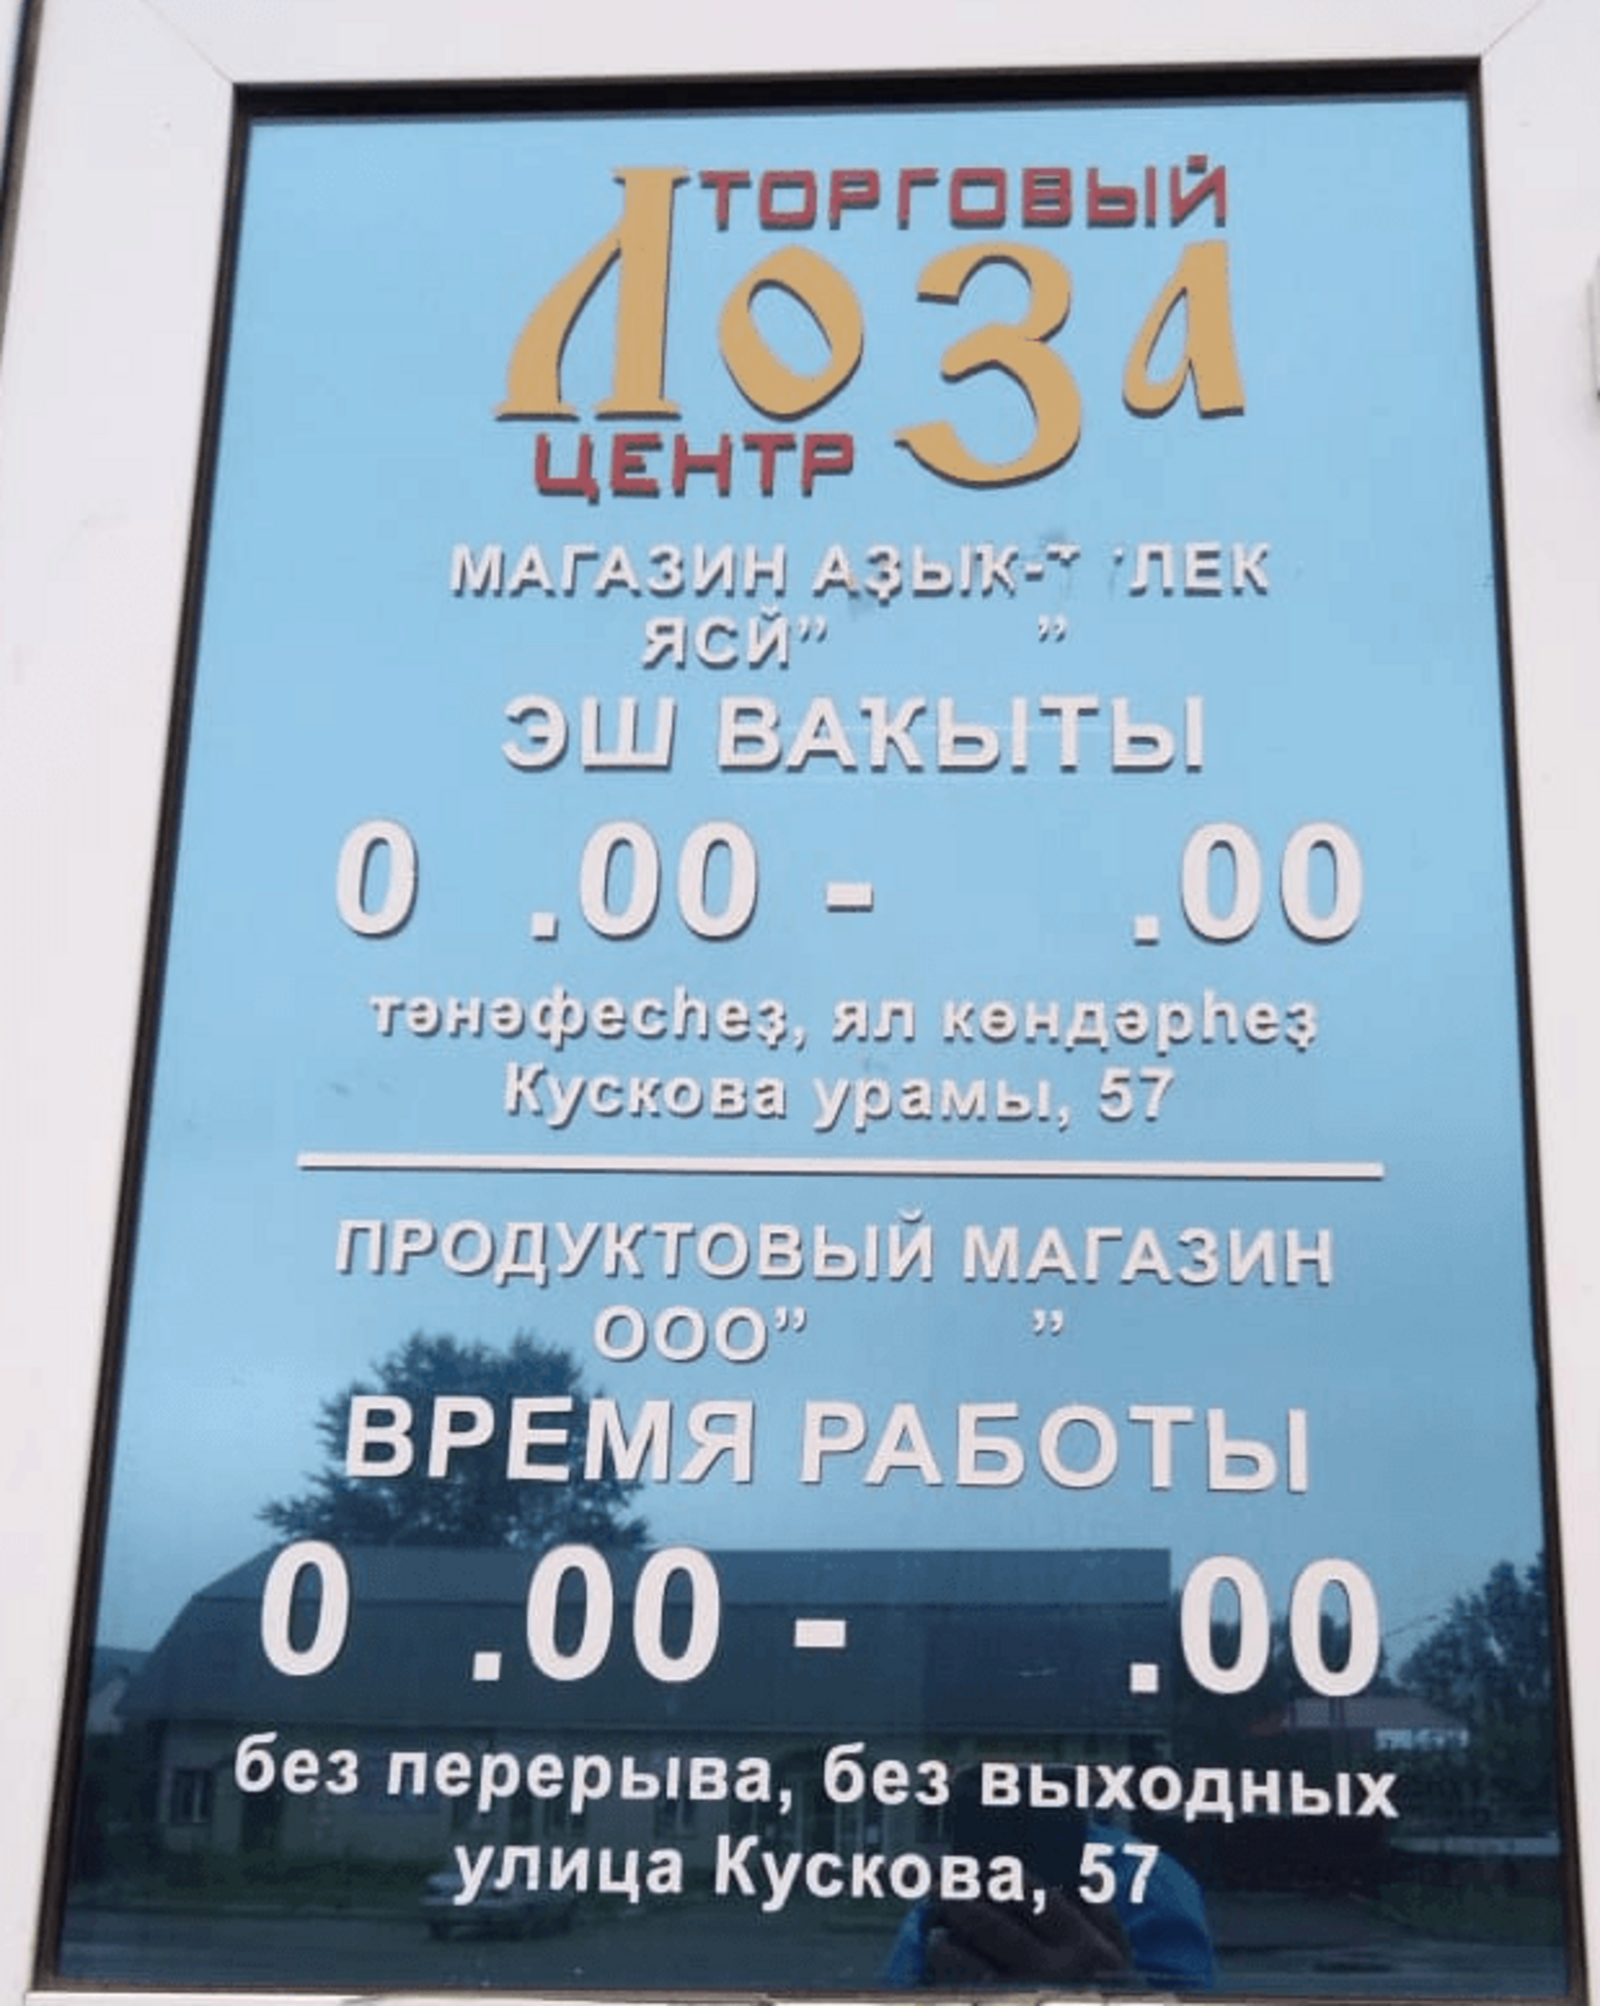 ТОРГОВЫЙ
Лоза
ЦЕНТР
МАГАЗИН
ЯСЙ” ”
ЭШ ВАҠЫТЫ
0 .00 - .00
тәнәфесһеҙ, ял көндәрһеҙ
Кускова урамы, 57
ПРОДУКТОВЫЙ МАГАЗИН
ООО” ”
ВРЕМЯ РАБОТЫ
0 .00 - .00
без перерыва, без выходных
улица Кускова, 57